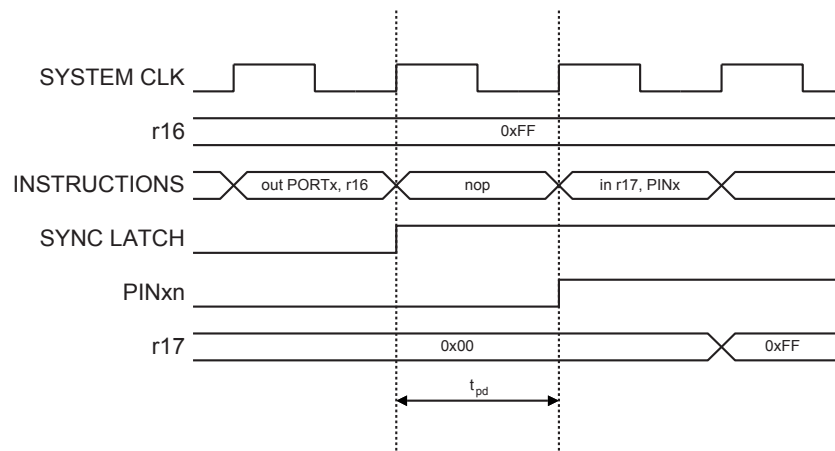 SYSTEM CLK
r16
0xFF
INSTRUCTIONS
out PORTx, r16
nop
in r17, PINx
SYNC LATCH
PINxn
r17
0x00
0xFF
tpd